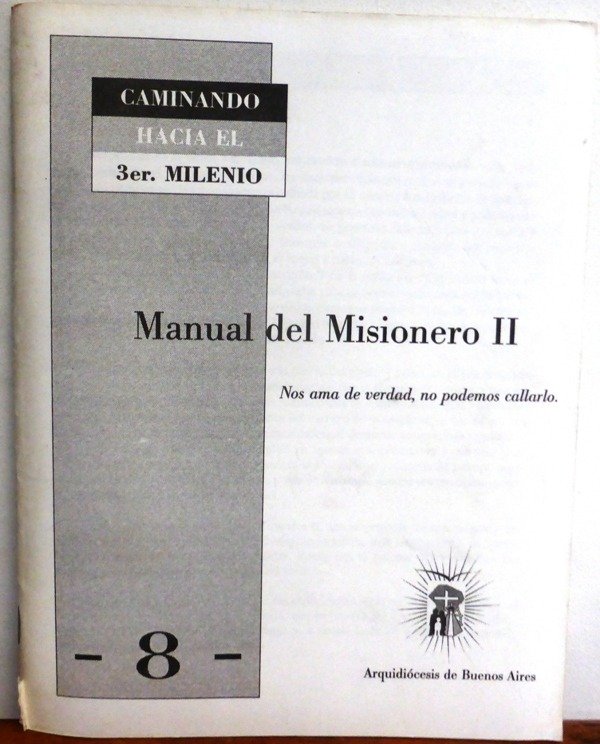 CAMINANDO
HACIA EL
3er. MILENIO
Manual del Misionero II
Nos ama de verdad, no podemos callarlo.
- 8 -
Arquidiócesis de Buenos Aires